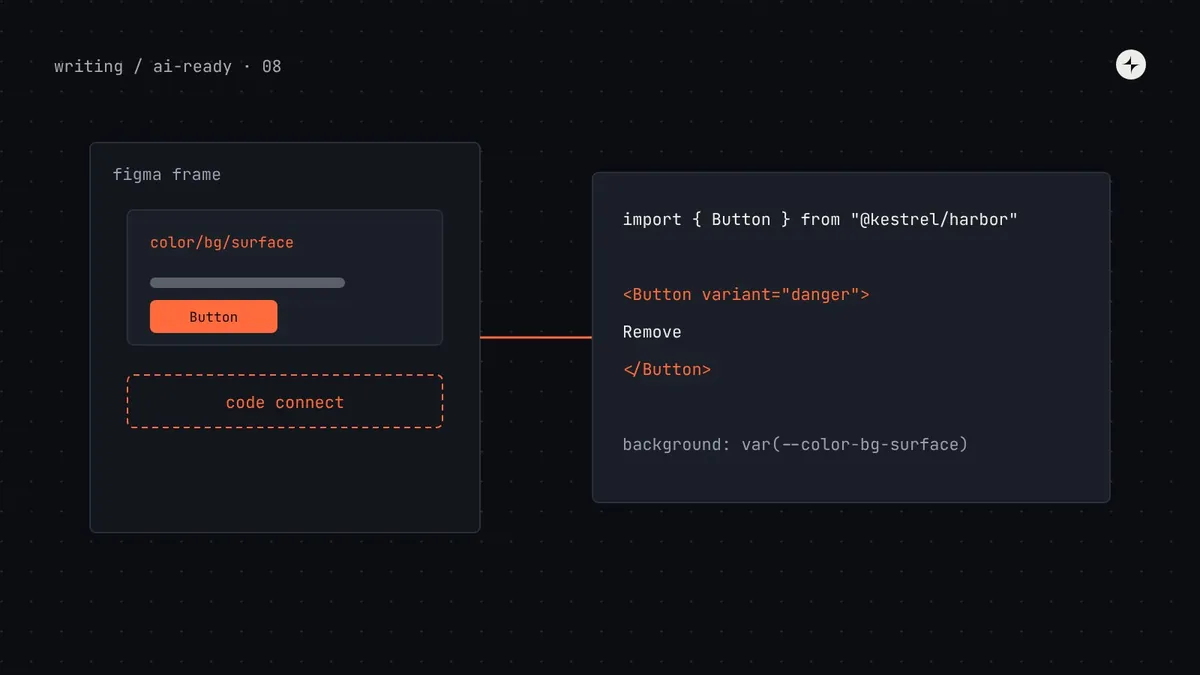 writing / ai-ready · 08
figma frame
color/bg/surface
Button
code connect
import { Button } from "@kestrel/harbor"
<Button variant="danger">
Remove
</Button>
background: var(--color-bg-surface)